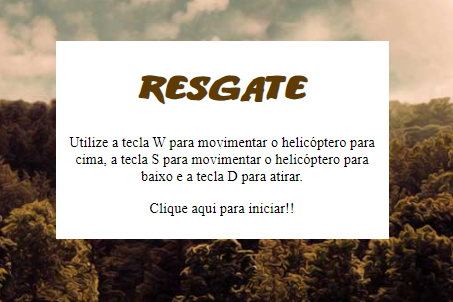 RESGATE
Utilize a tecla W para movimentar o helicóptero para
cima, a tecla S para movimentar o helicóptero para
baixo e a tecla D para atirar.
Clique aqui para iniciar!!